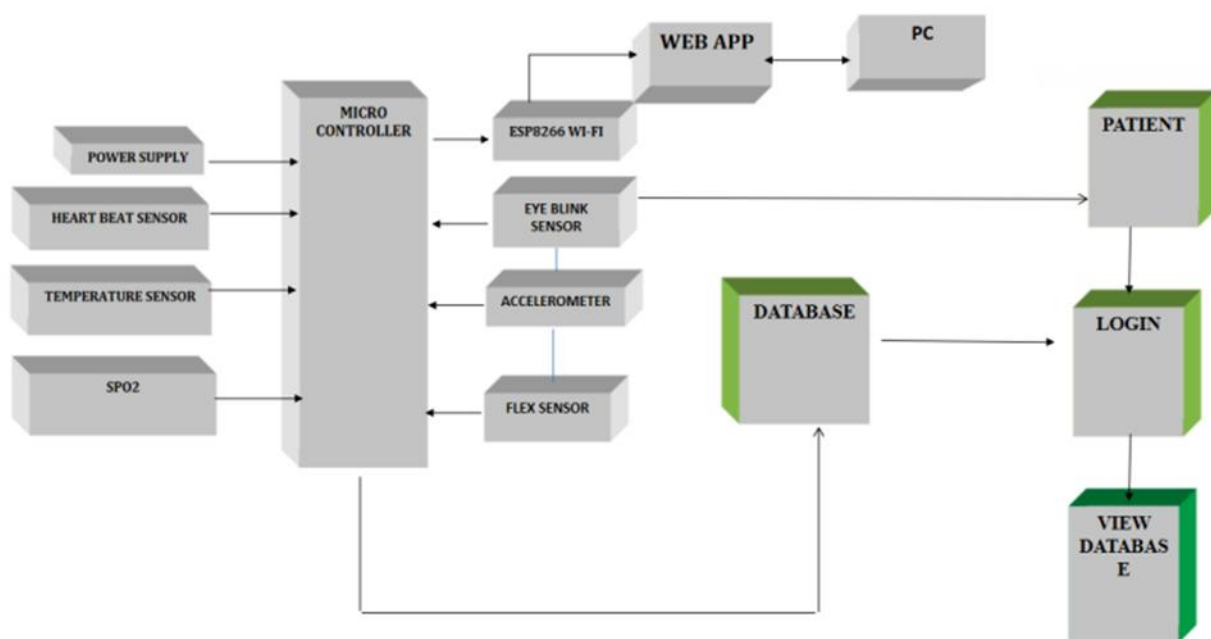 WEB APP
PC
MICRO
CONTROLLER
ESP8266 WI-FI
PATIENT
POWER SUPPLY
HEART BEAT SENSOR
EYE BLINK
SENSOR
TEMPERATURE SENSOR
ACCELEROMETER
DATABASE
LOGIN
SPO2
FLEX SENSOR
VIEW
DATABAS
E